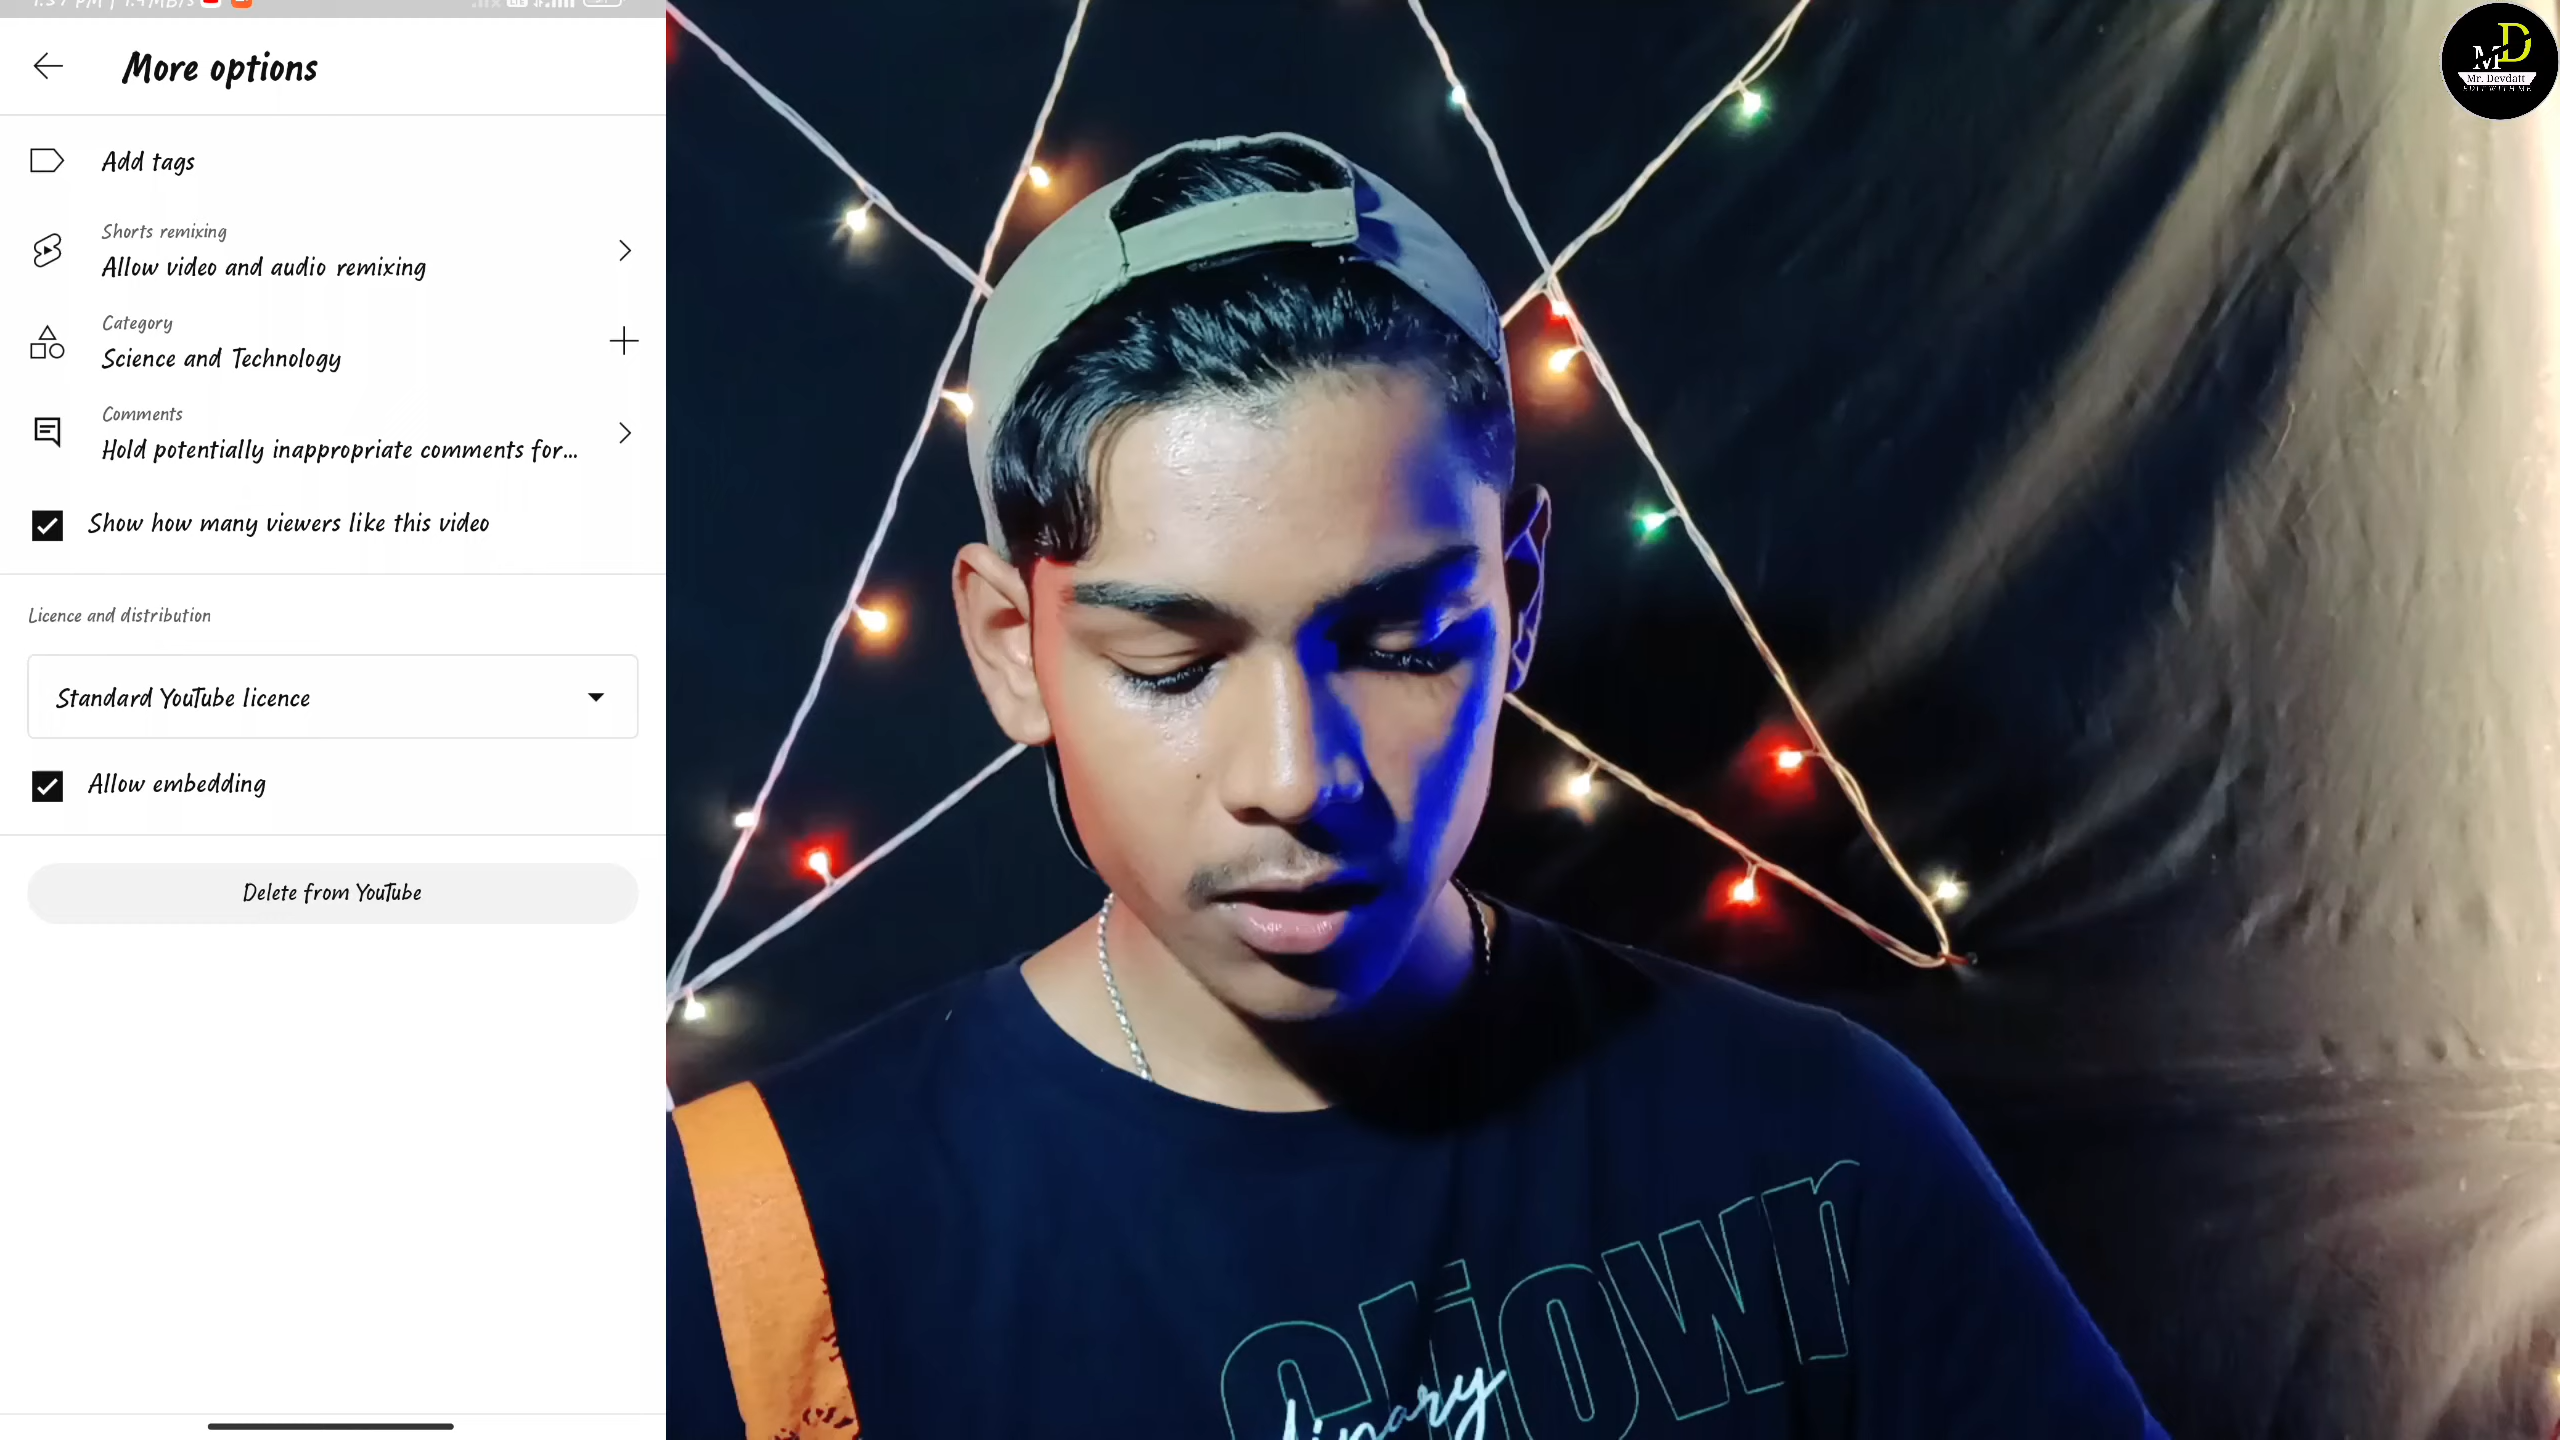 More options
Add tags
Shorts remixing
Allow video and audio remixing
Category
Science and Technology
Comments
Hold potentially inappropriate comments for...
Show how many viewers like this video
Licence and distribution
Standard YouTube licence
Allow embedding
Delete from YouTube
MD
Mr. Devdatt